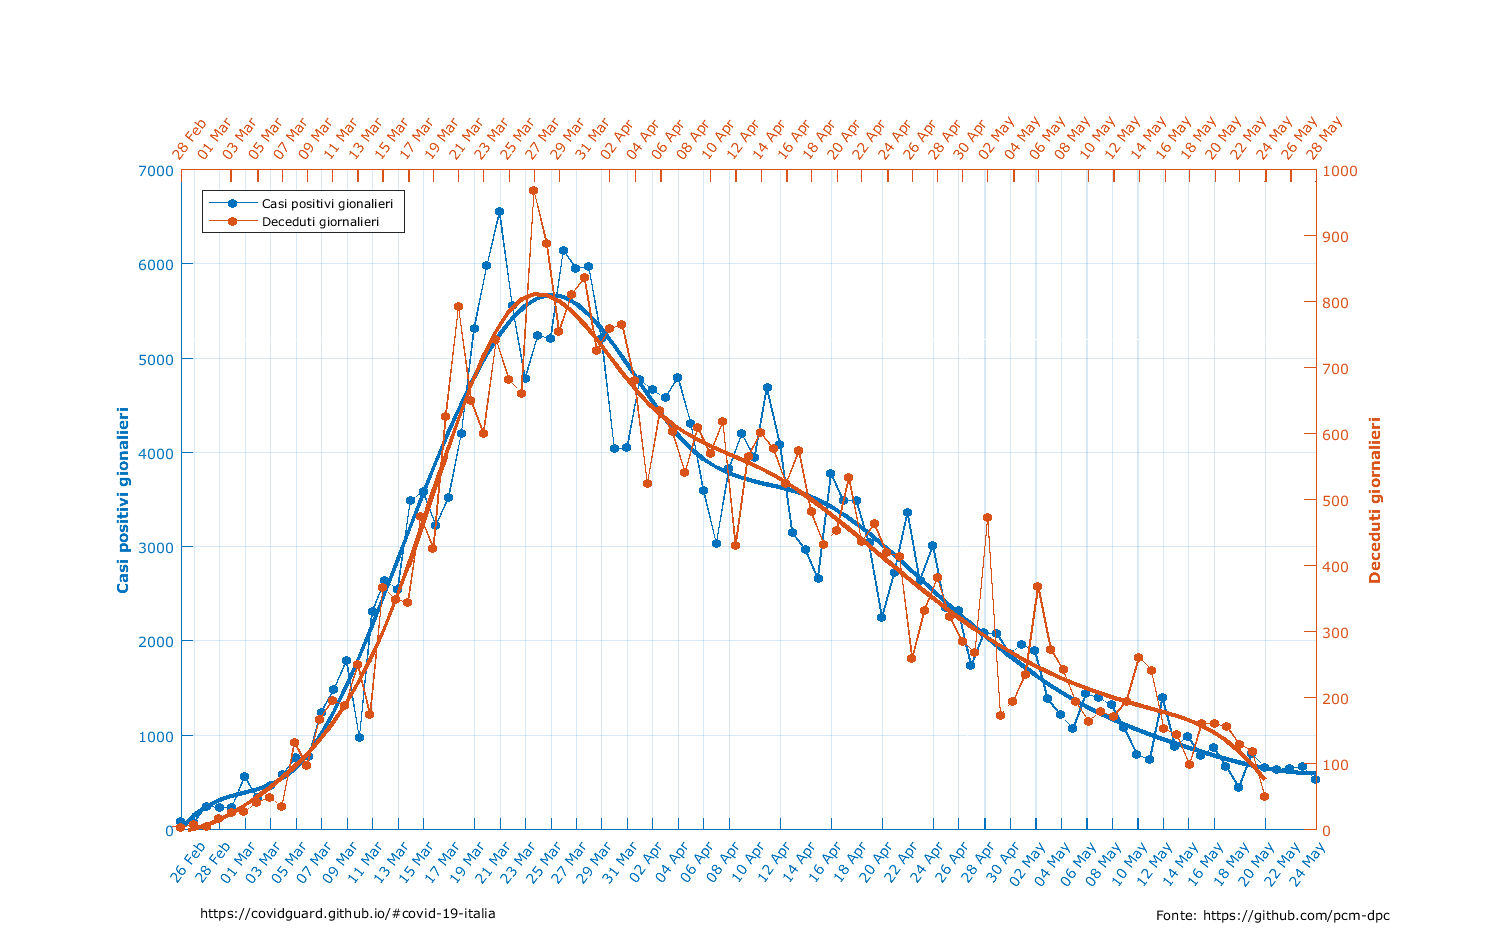 28 Feb 01 Mar 03 Mar 05 Mar 07 Mar 09 Mar 11 Mar 13 Mar 15 Mar 17 Mar 19 Mar 21 Mar 23 Mar 25 Mar 27 Mar 29 Mar 31 Mar 02 Apr 04 Apr 06 Apr 08 Apr 10 Apr 12 Apr 14 Apr 16 Apr 18 Apr 20 Apr 22 Apr 24 Apr 26 Apr 28 Apr 30 Apr 02 May 04 May 06 May 08 May 10 May 12 May 14 May 16 May 18 May 20 May 22 May 24 May 26 May 28 May
7000
6000
5000
4000
3000
2000
1000
0
Casi positivi gionalieri
Casi positivi gionalieri
Deceduti giornalieri
1000
900
800
700
600
500
400
300
200
100
0
Deceduti giornalieri
26 Feb 28 Feb 01 Mar 03 Mar 05 Mar 07 Mar 09 Mar 11 Mar 13 Mar 15 Mar 17 Mar 19 Mar 21 Mar 23 Mar 25 Mar 27 Mar 29 Mar 31 Mar 02 Apr 04 Apr 06 Apr 08 Apr 10 Apr 12 Apr 14 Apr 16 Apr 18 Apr 20 Apr 22 Apr 24 Apr 26 Apr 28 Apr 30 Apr 02 May 04 May 06 May 08 May 10 May 12 May 14 May 16 May 18 May 20 May 22 May 24 May
https://covidguard.github.io/#covid-19-italia
Fonte: https://github.com/pcm-dpc